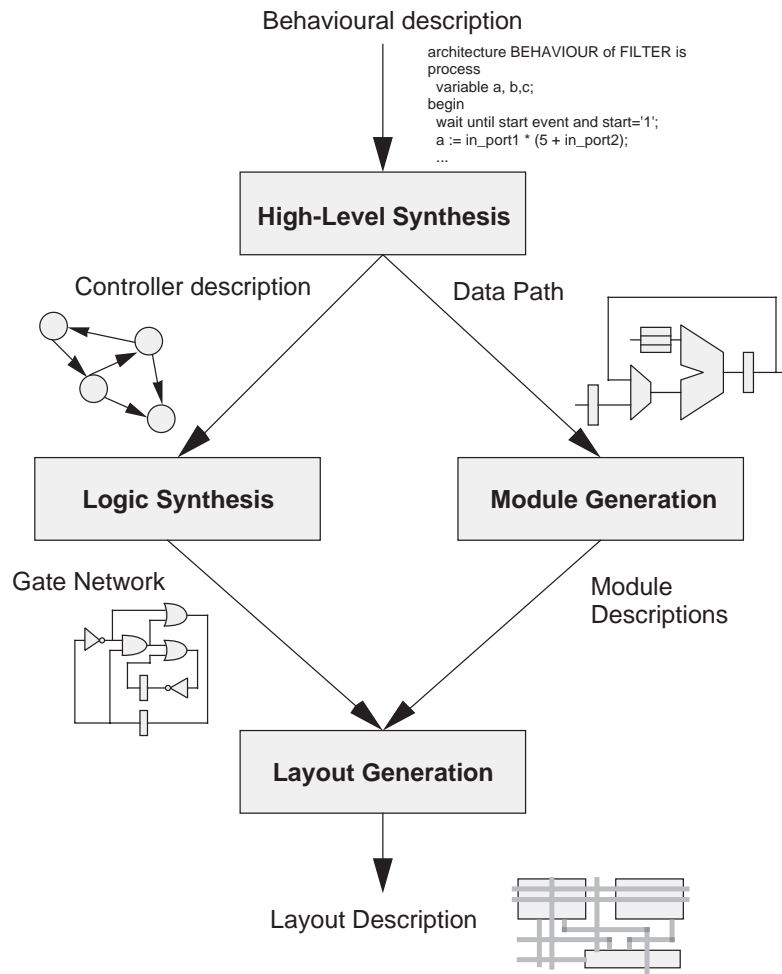 Behavioural description
architecture BEHAVIOUR of FILTER is
process
variable a, b,c;
begin
wait until start event and start='1';
a := in_port1 * (5 + in_port2);
...
High-Level Synthesis
Controller description
Data Path
Logic Synthesis
Module Generation
Gate Network
Module
Descriptions
Layout Generation
Layout Description